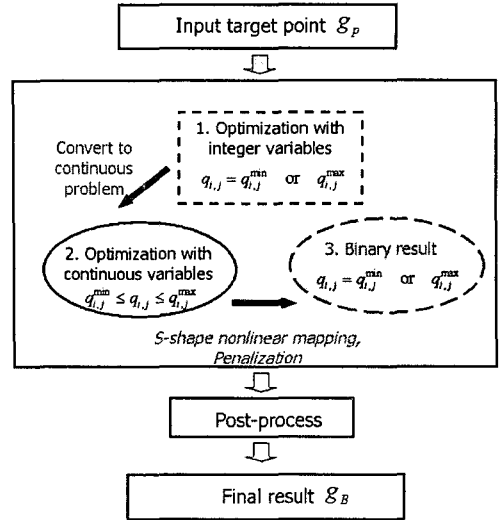 Input target point g_p
1. Optimization with
integer variables
q_{i,j} = q_{i,j}^{min} or q_{i,j}^{max}
Convert to
continuous
problem
2. Optimization with
continuous variables
q_{i,j}^{min} ≤ q_{i,j} ≤ q_{i,j}^{max}
3. Binary result
q_{i,j} = q_{i,j}^{min} or q_{i,j}^{max}
S-shape nonlinear mapping,
Penalization
Post-process
Final result g_B